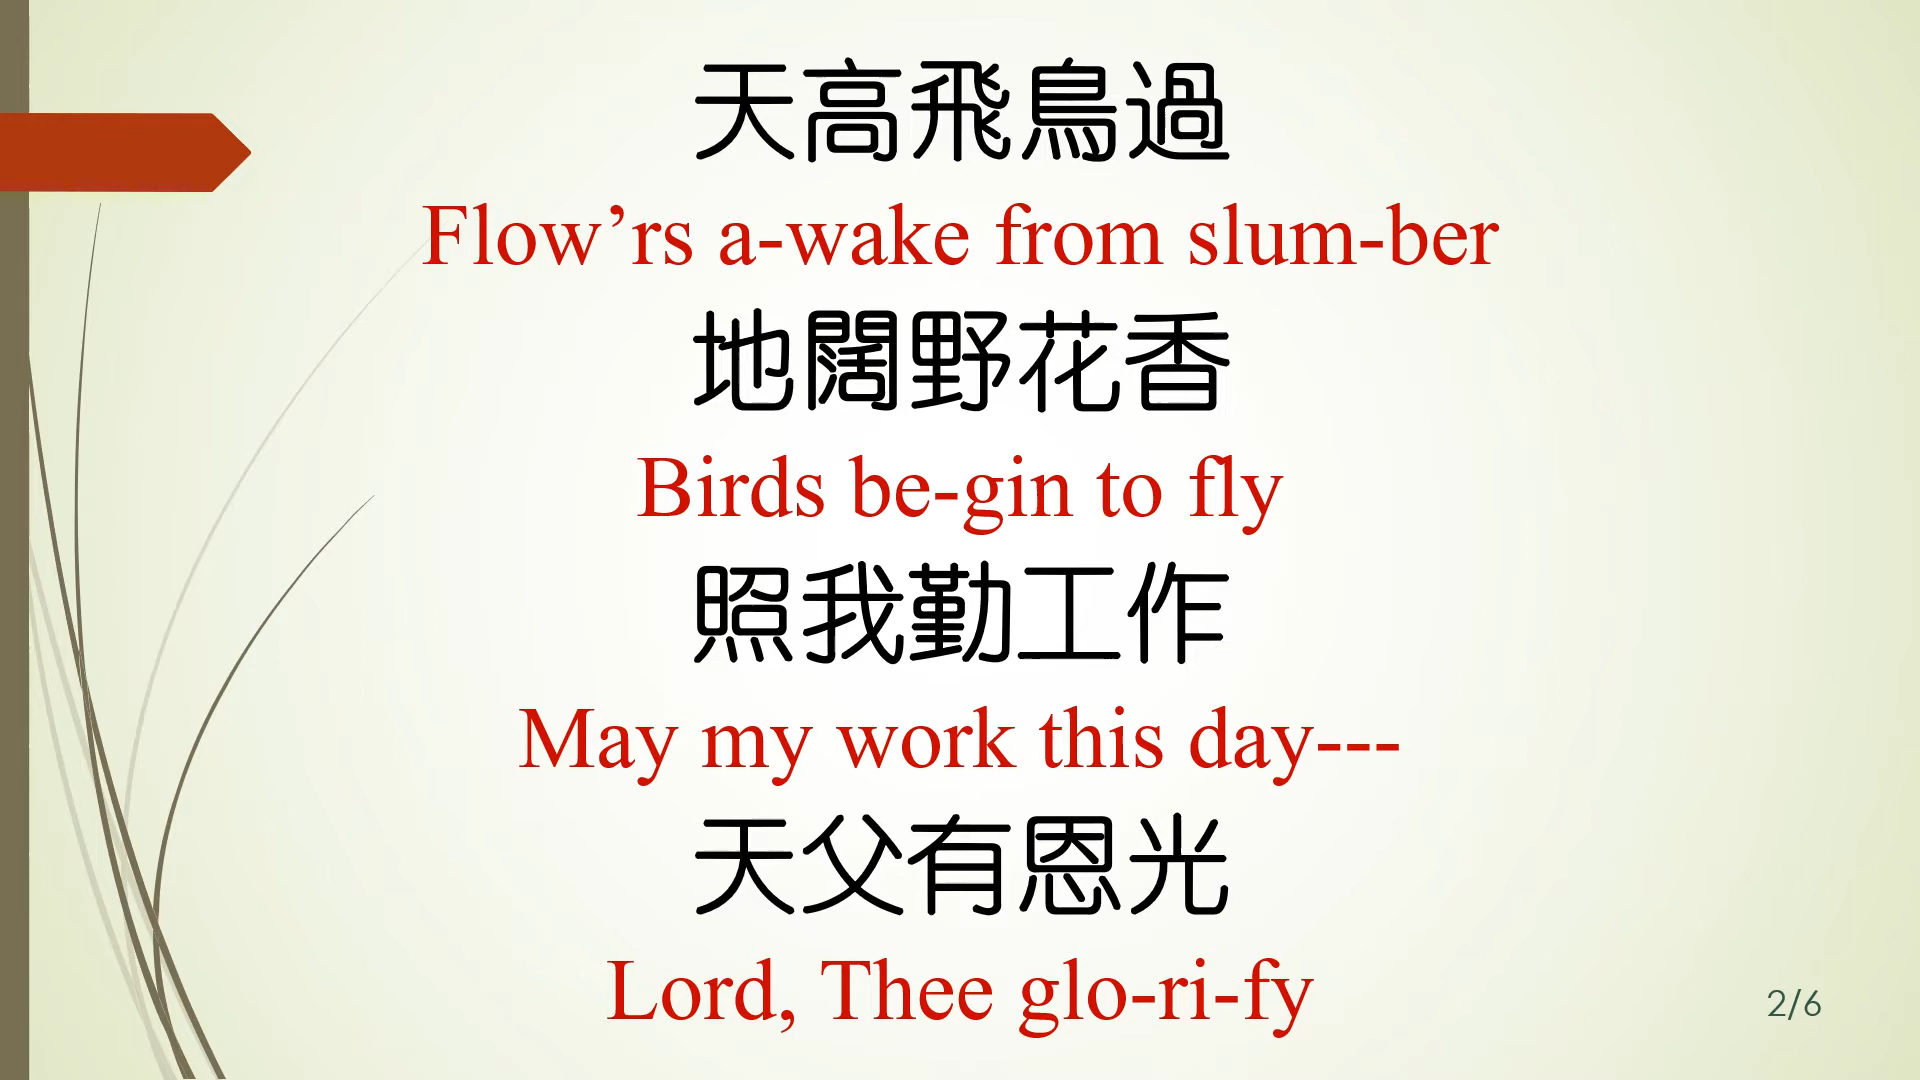 天高飛鳥過
Flow’rs a-wake from slum-ber
地闊野花香
Birds be-gin to fly
照我勤工作
May my work this day---
天父有恩光
Lord, Thee glo-ri-fy
2/6